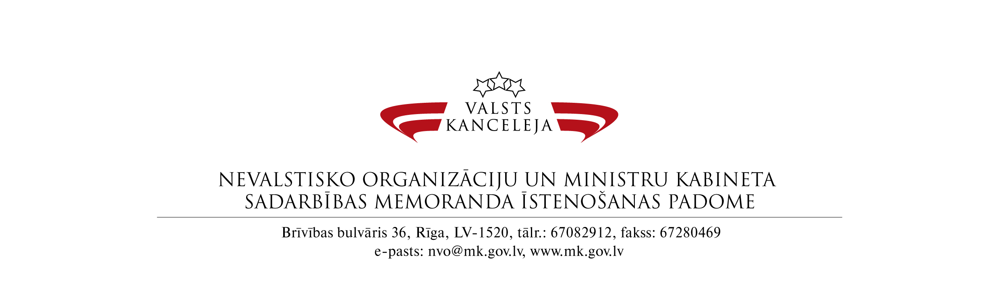 VALSTS
KANCELEJA
NEVALSTISKO ORGANIZĀCIJU UN MINISTRU KABINETA
SADARBĪBAS MEMORANDA ĪSTENOŠANAS PADOME
Brīvības bulvāris 36, Rīga, LV-1520, tālr.: 67082912, fakss: 67280469
e-pasts: nvo@mk.gov.lv, www.mk.gov.lv